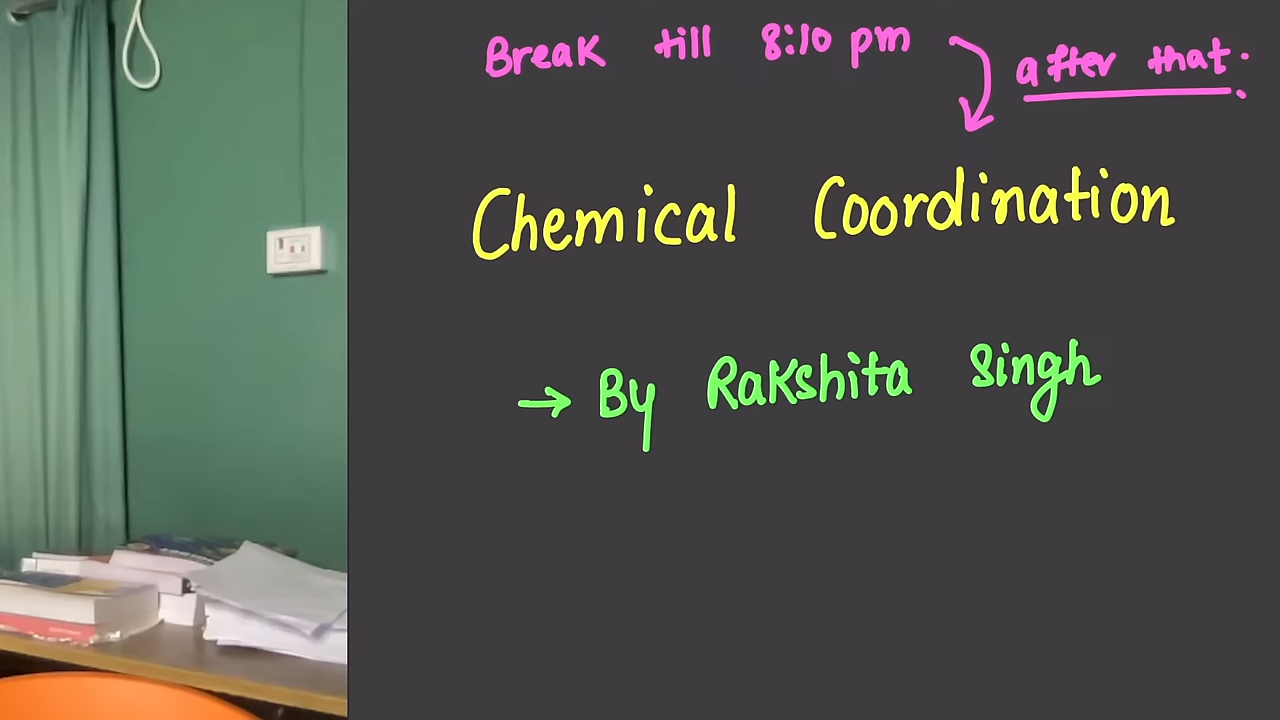 Break till 8:10 pm
after that.
Chemical Coordination
→ By Rakshita Singh